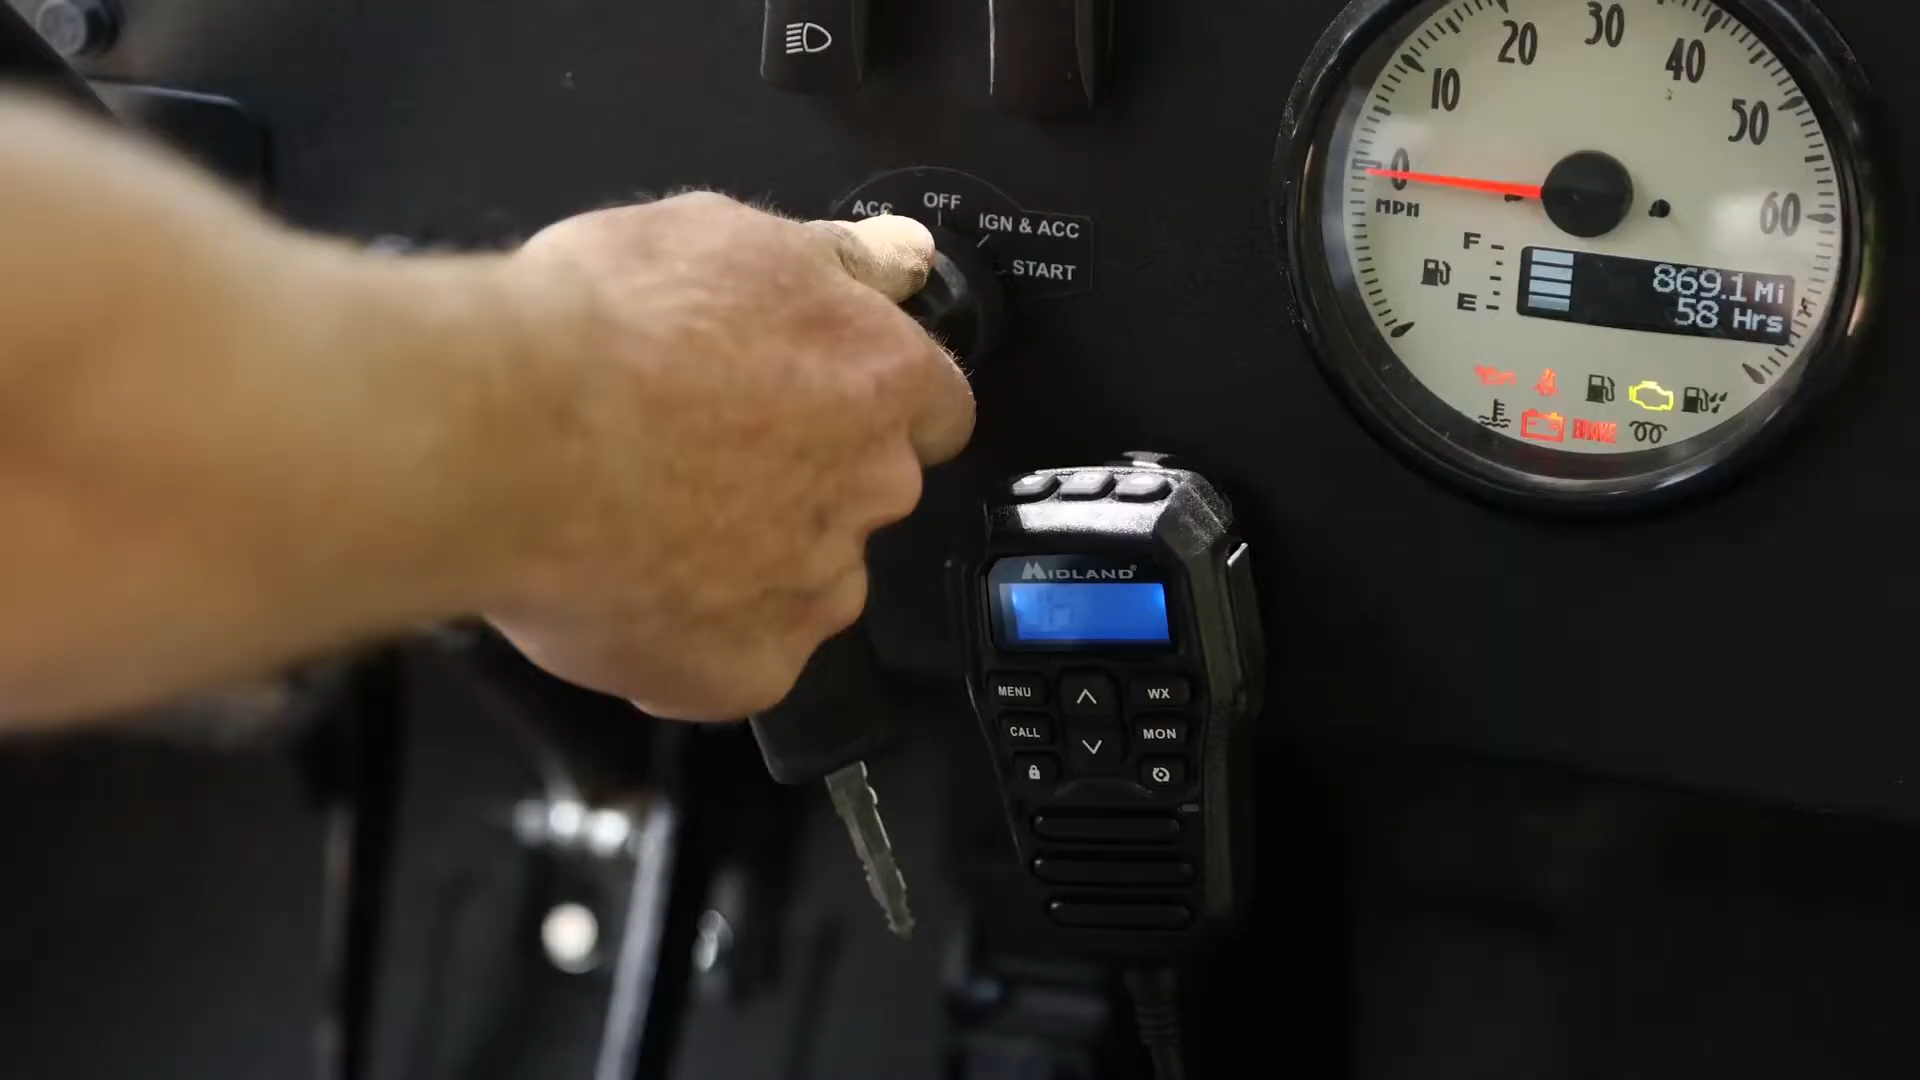 ACC
OFF
IGN & ACC
START
0
10
20
30
40
50
60
MPH
F
E
869.1 Mi
58 Hrs
BRAKE
MIDLAND®
MENU
WX
CALL
MON